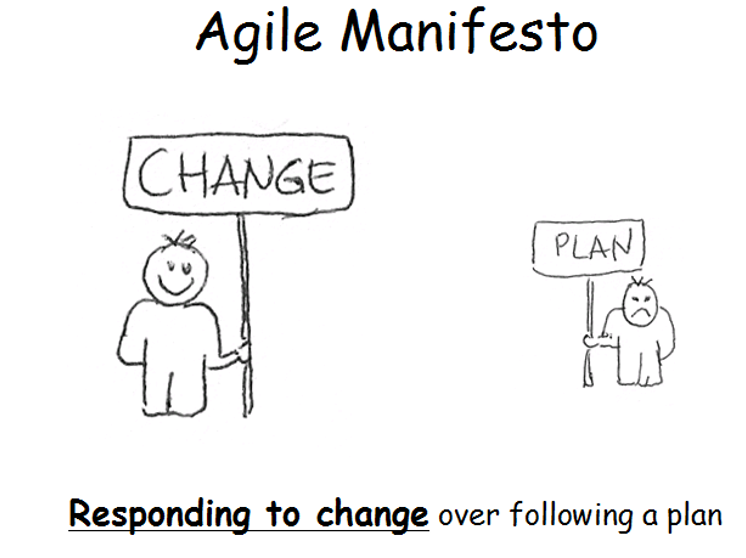 Agile Manifesto
CHANGE
PLAN
Responding to change over following a plan